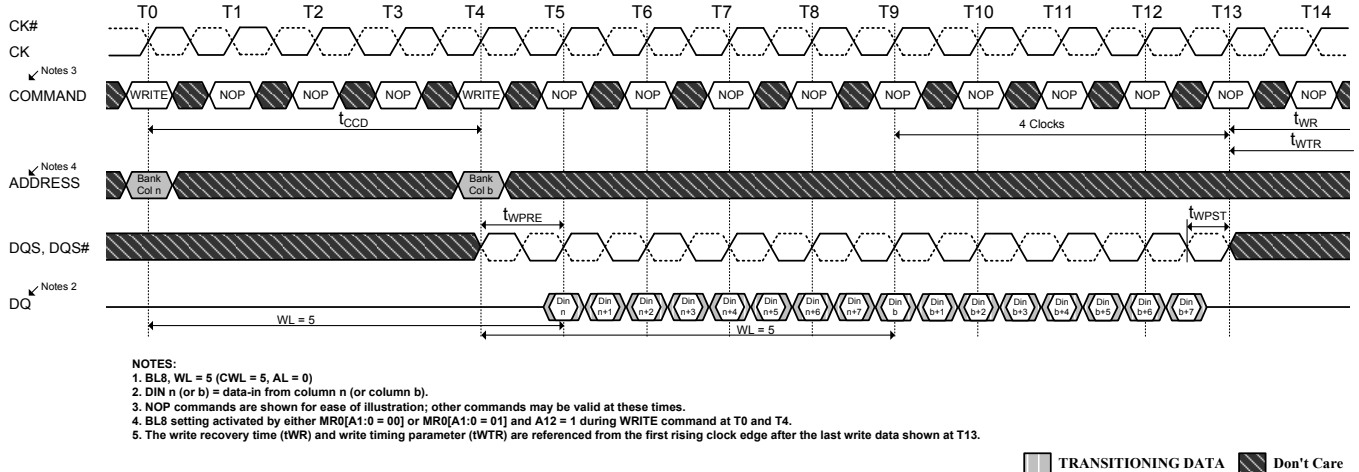 T0 T1 T2 T3 T4 T5 T6 T7 T8 T9 T10 T11 T12 T13 T14
CK#
CK
Notes 3
COMMAND WRITE NOP NOP NOP WRITE NOP NOP NOP NOP NOP NOP NOP NOP NOP NOP
tCCD
4 Clocks
tWR
tWTR
Notes 4
ADDRESS
Bank Col n
Bank Col b
tWPRE
tWPST
DQS, DQS#
Notes 2
DQ
Din n Din n+1 Din n+2 Din n+3 Din n+4 Din n+5 Din n+6 Din n+7 Din b Din b+1 Din b+2 Din b+3 Din b+4 Din b+5 Din b+6 Din b+7
WL = 5
WL = 5
NOTES:
1. BL8, WL = 5 (CWL = 5, AL = 0)
2. DIN n (or b) = data-in from column n (or column b).
3. NOP commands are shown for ease of illustration; other commands may be valid at these times.
4. BL8 setting activated by either MR0[A1:0 = 00] or MR0[A1:0 = 01] and A12 = 1 during WRITE command at T0 and T4.
5. The write recovery time (tWR) and write timing parameter (tWTR) are referenced from the first rising clock edge after the last write data shown at T13.
TRANSITIONING DATA Don't Care